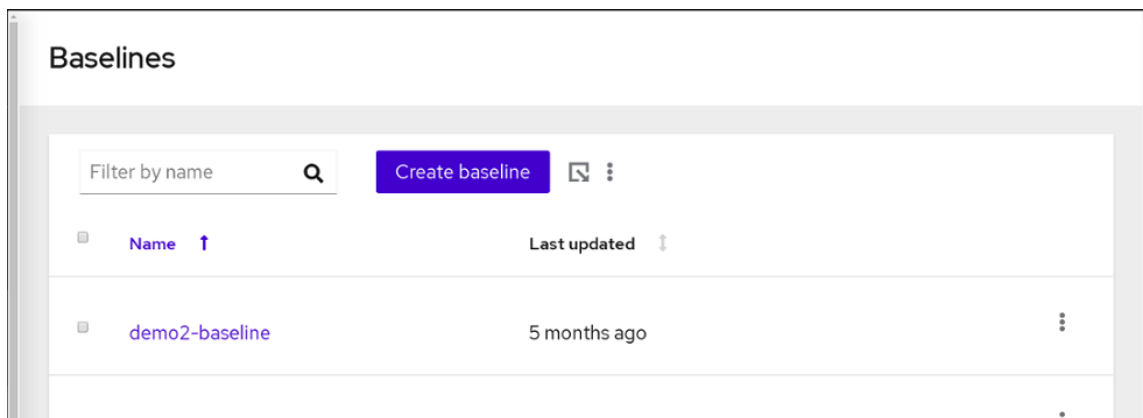 Baselines
Filter by name Create baseline
Name Last updated
demo2-baseline 5 months ago